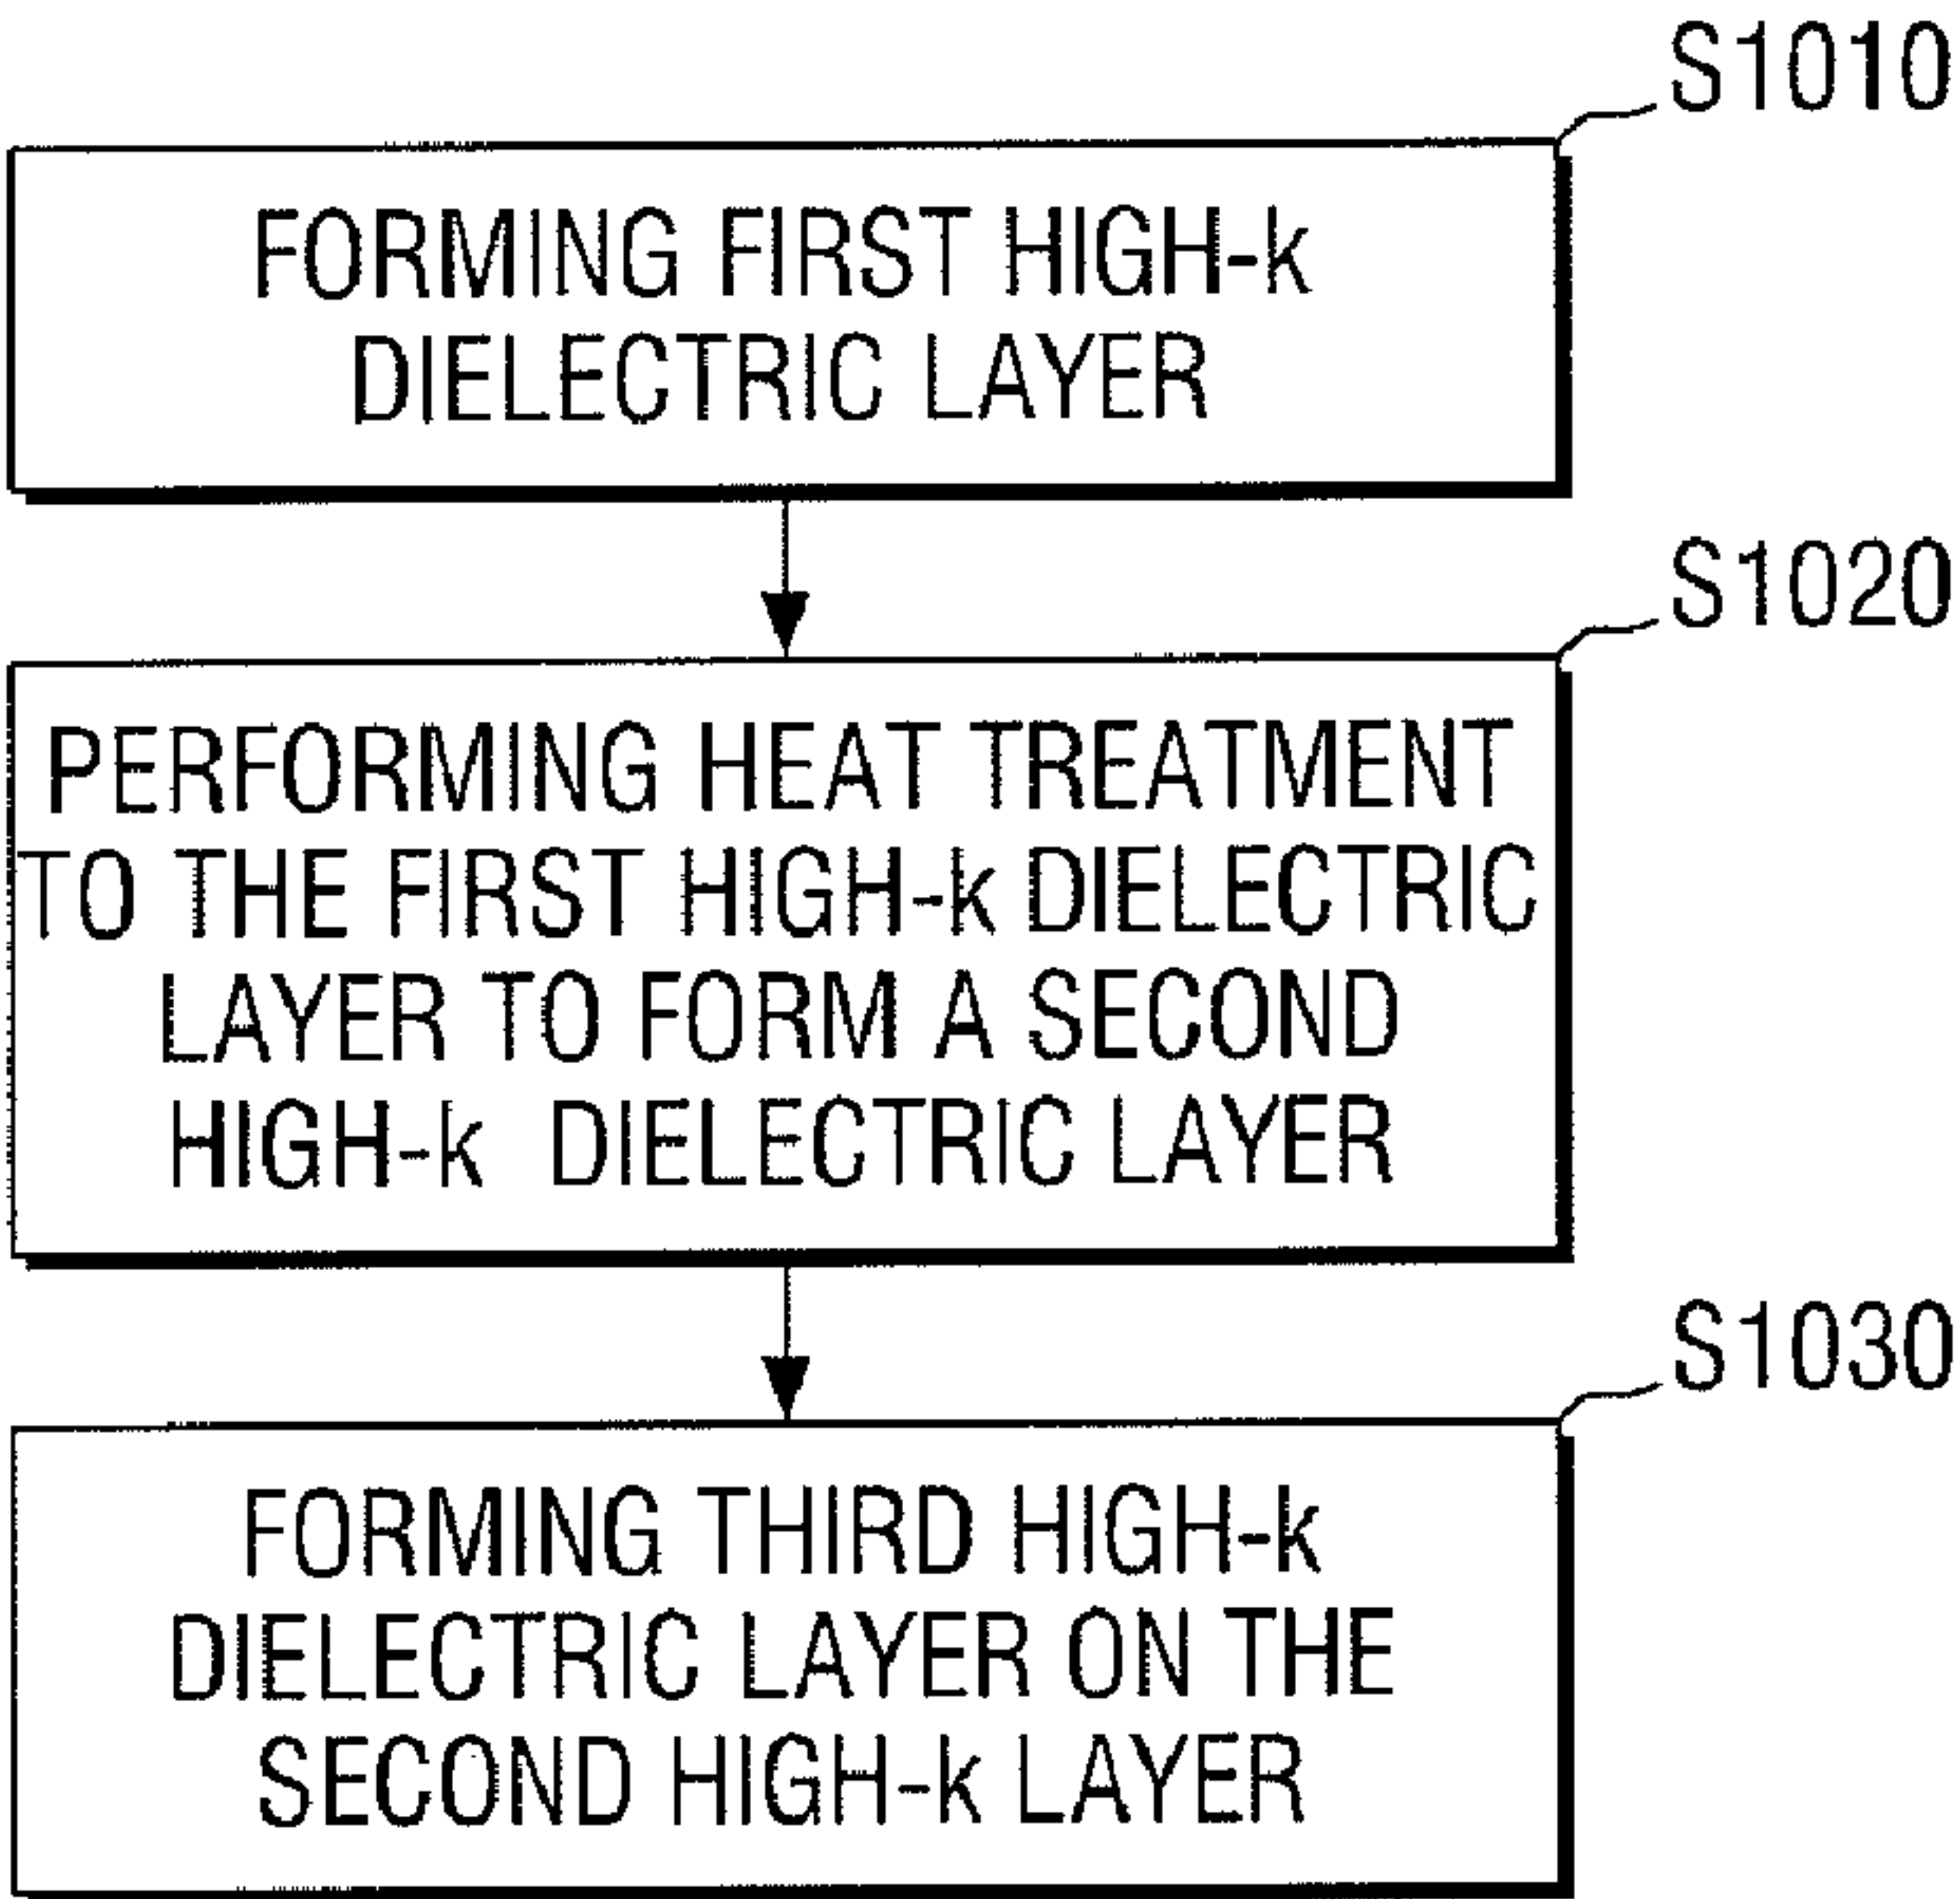 S1010
FORMING FIRST HIGH-k
DIELECTRIC LAYER
S1020
PERFORMING HEAT TREATMENT
TO THE FIRST HIGH-k DIELECTRIC
LAYER TO FORM A SECOND
HIGH-k DIELECTRIC LAYER
S1030
FORMING THIRD HIGH-k
DIELECTRIC LAYER ON THE
SECOND HIGH-k LAYER